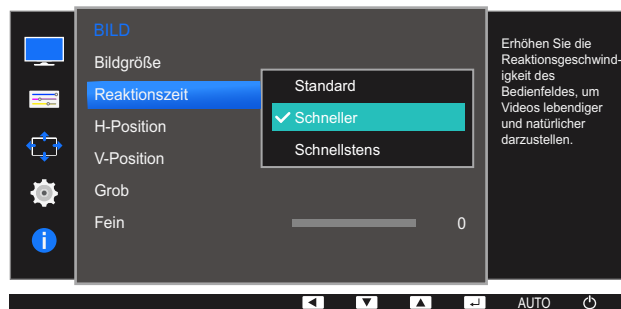 BILD
Bildgröße
Reaktionszeit
H-Position
V-Position
Grob
Fein
0
Standard
Schneller
Schnellstens
Erhöhen Sie die
Reaktionsgeschwind-
igkeit des
Bedienfeldes, um
Videos lebendiger
und natürlicher
darzustellen.
AUTO